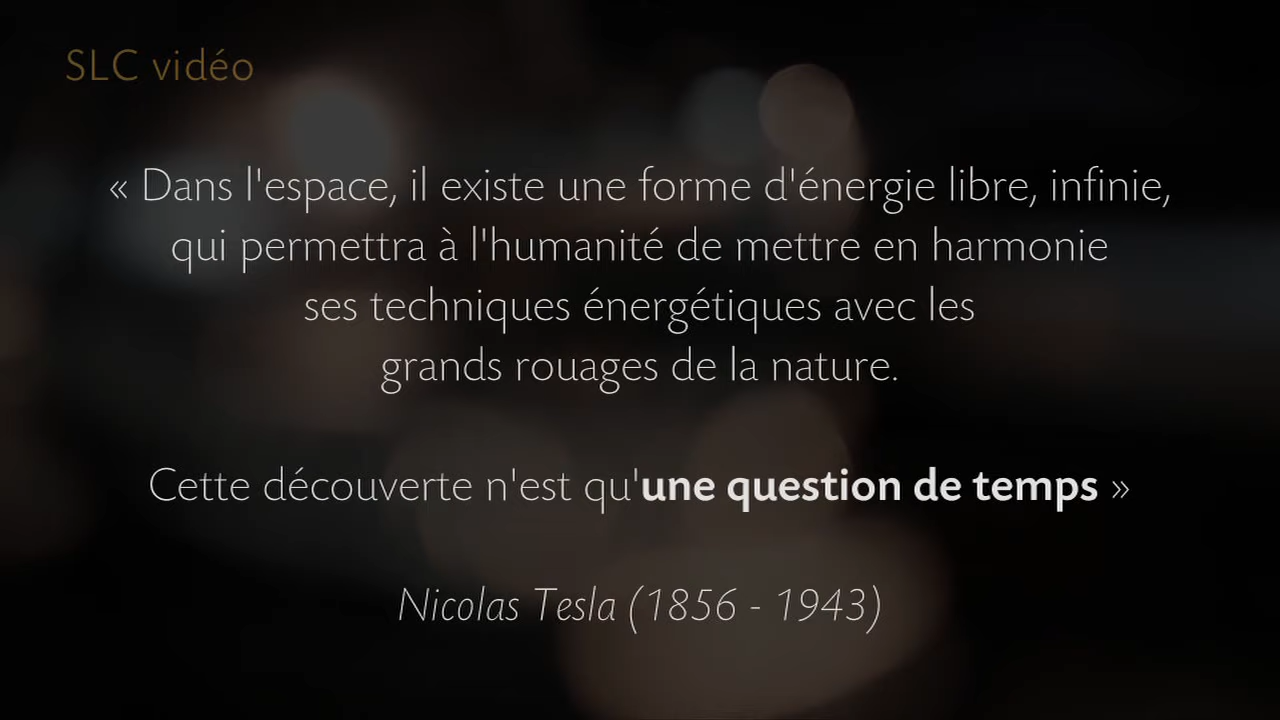 SLC vidéo
« Dans l'espace, il existe une forme d'énergie libre, infinie,
qui permettra à l'humanité de mettre en harmonie
ses techniques énergétiques avec les
grands rouages de la nature.
Cette découverte n'est qu'une question de temps »
Nicolas Tesla (1856 - 1943)